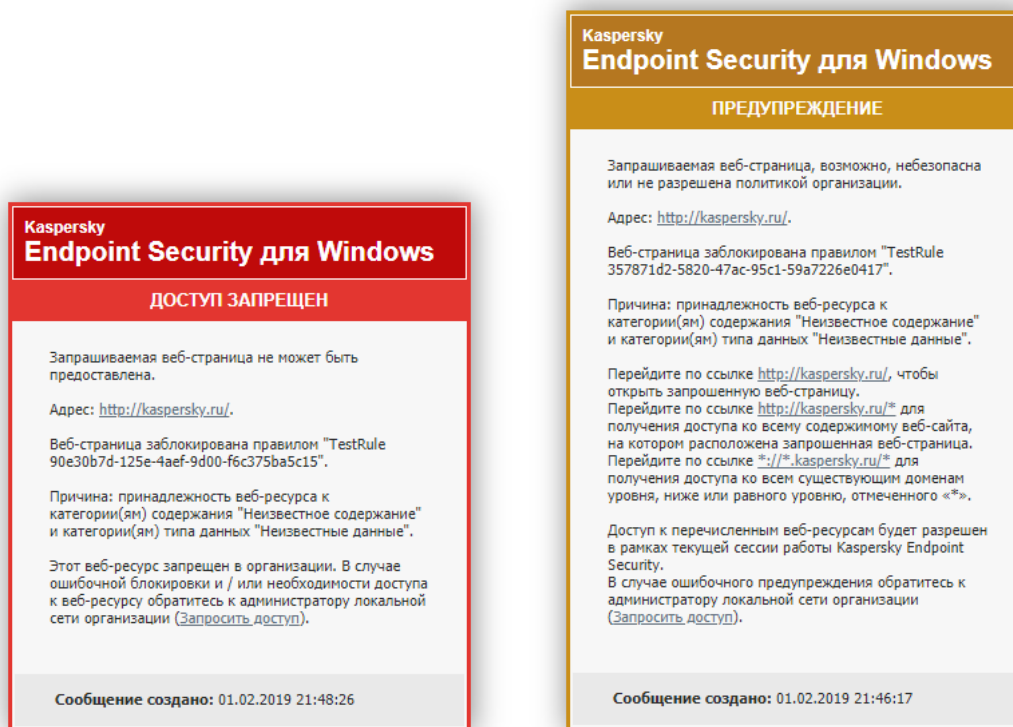 Kaspersky
Endpoint Security для Windows
ДОСТУП ЗАПРЕЩЕН
Запрашиваемая веб-страница не может быть
предоставлена.
Адрес: http://kaspersky.ru/.
Веб-страница заблокирована правилом "TestRule
90e30b7d-125e-4aef-9d00-f6c375ba5c15".
Причина: принадлежность веб-ресурса к
категории(ям) содержания "Неизвестное содержание"
и категории(ям) типа данных "Неизвестные данные".
Этот веб-ресурс запрещен в организации. В случае
ошибочной блокировки и / или необходимости доступа
к веб-ресурсу обратитесь к администратору локальной
сети организации (Запросить доступ).
Сообщение создано: 01.02.2019 21:48:26
Kaspersky
Endpoint Security для Windows
ПРЕДУПРЕЖДЕНИЕ
Запрашиваемая веб-страница, возможно, небезопасна
или не разрешена политикой организации.
Адрес: http://kaspersky.ru/.
Веб-страница заблокирована правилом "TestRule
357871d2-5820-47ac-95c1-59a7226e0417".
Причина: принадлежность веб-ресурса к
категории(ям) содержания "Неизвестное содержание"
и категории(ям) типа данных "Неизвестные данные".
Перейдите по ссылке http://kaspersky.ru/, чтобы
открыть запрошенную веб-страницу.
Перейдите по ссылке http://kaspersky.ru/* для
получения доступа ко всему содержимому веб-сайта,
на котором расположена запрошенная веб-страница.
Перейдите по ссылке *://*.kaspersky.ru/* для
получения доступа ко всем существующим доменам
уровня, ниже или равного уровню, отмеченного «*».
Доступ к перечисленным веб-ресурсам будет разрешен
в рамках текущей сессии работы Kaspersky Endpoint
Security.
В случае ошибочного предупреждения обратитесь к
администратору локальной сети организации
(Запросить доступ).
Сообщение создано: 01.02.2019 21:46:17